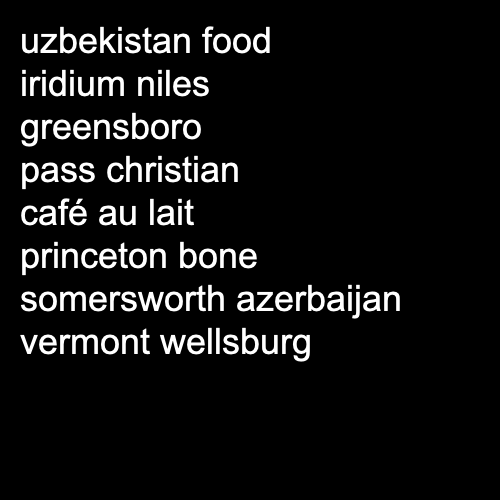 uzbekistan food
iridium niles
greensboro
pass christian
café au lait
princeton bone
somersworth azerbaijan
vermont wellsburg